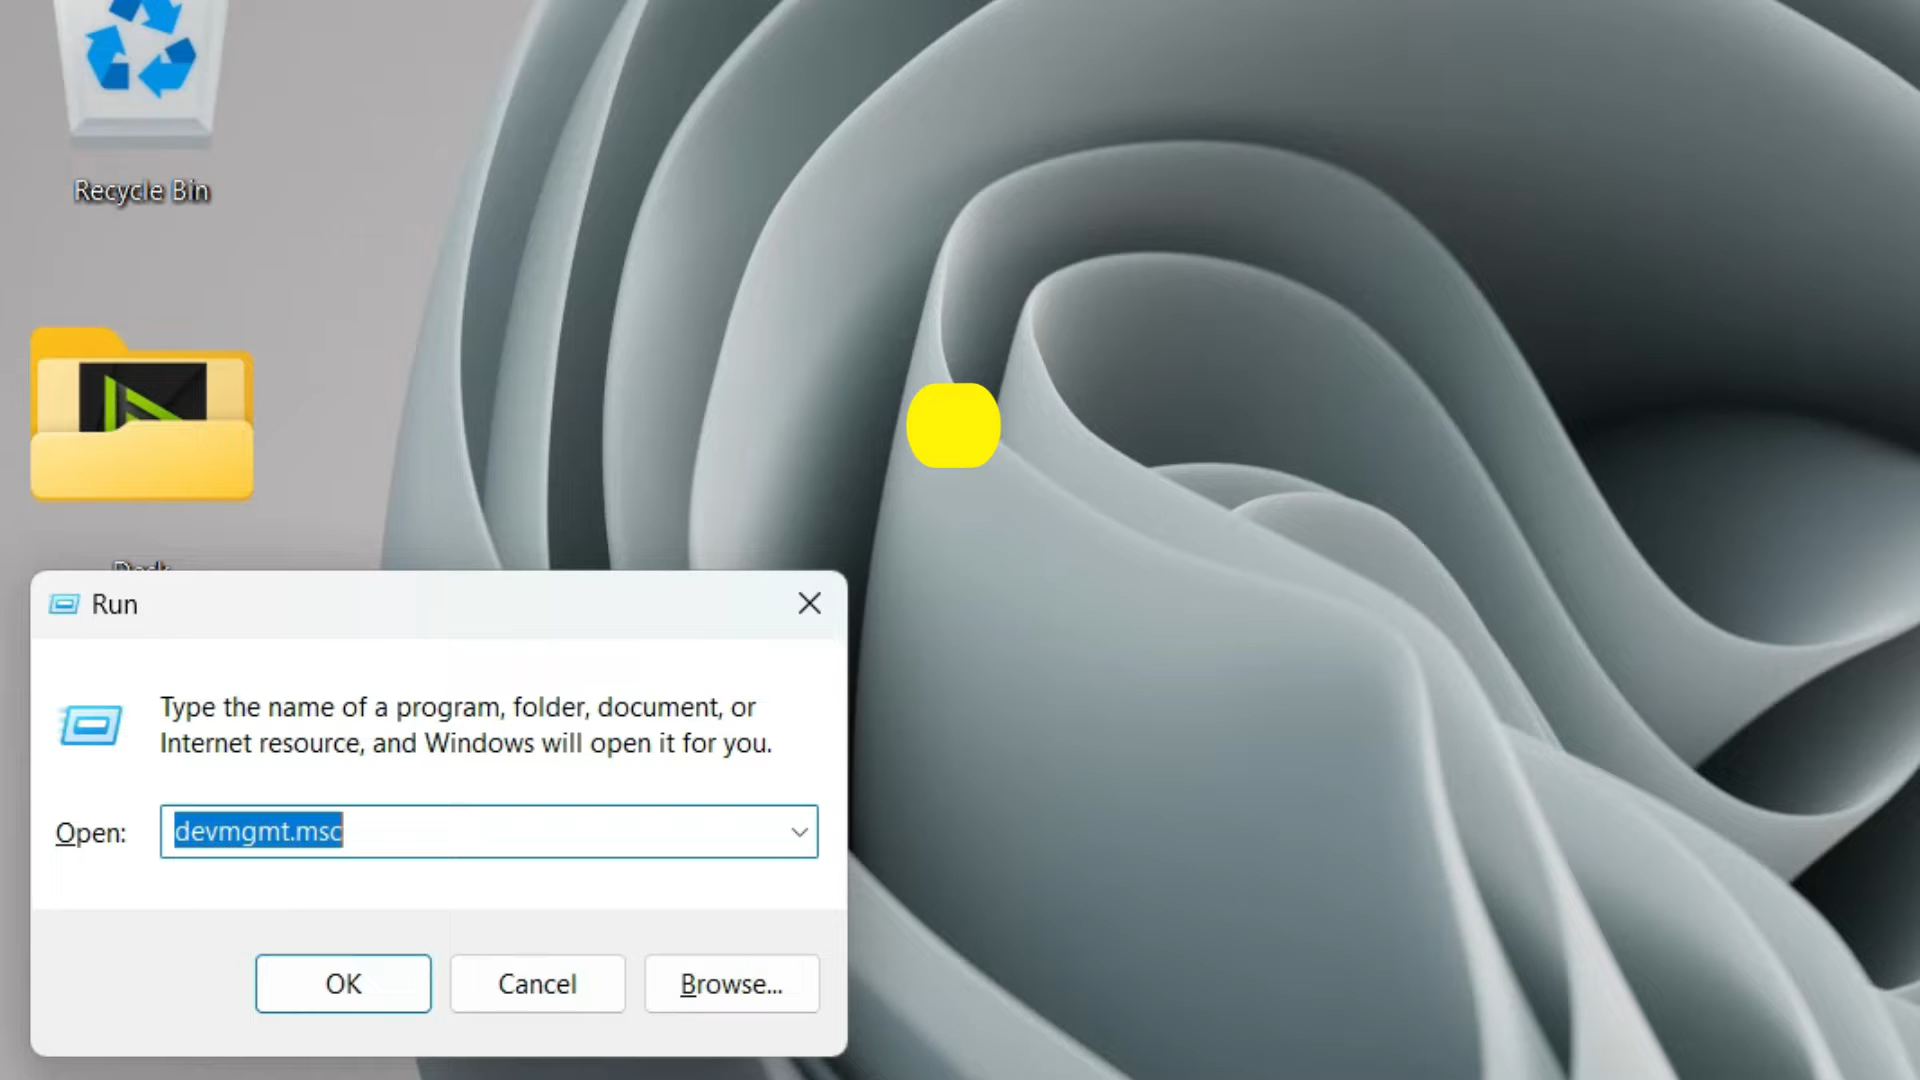 Recycle Bin
Run
Type the name of a program, folder, document, or
Internet resource, and Windows will open it for you.
Open:
devmgmt.msc
OK
Cancel
Browse...